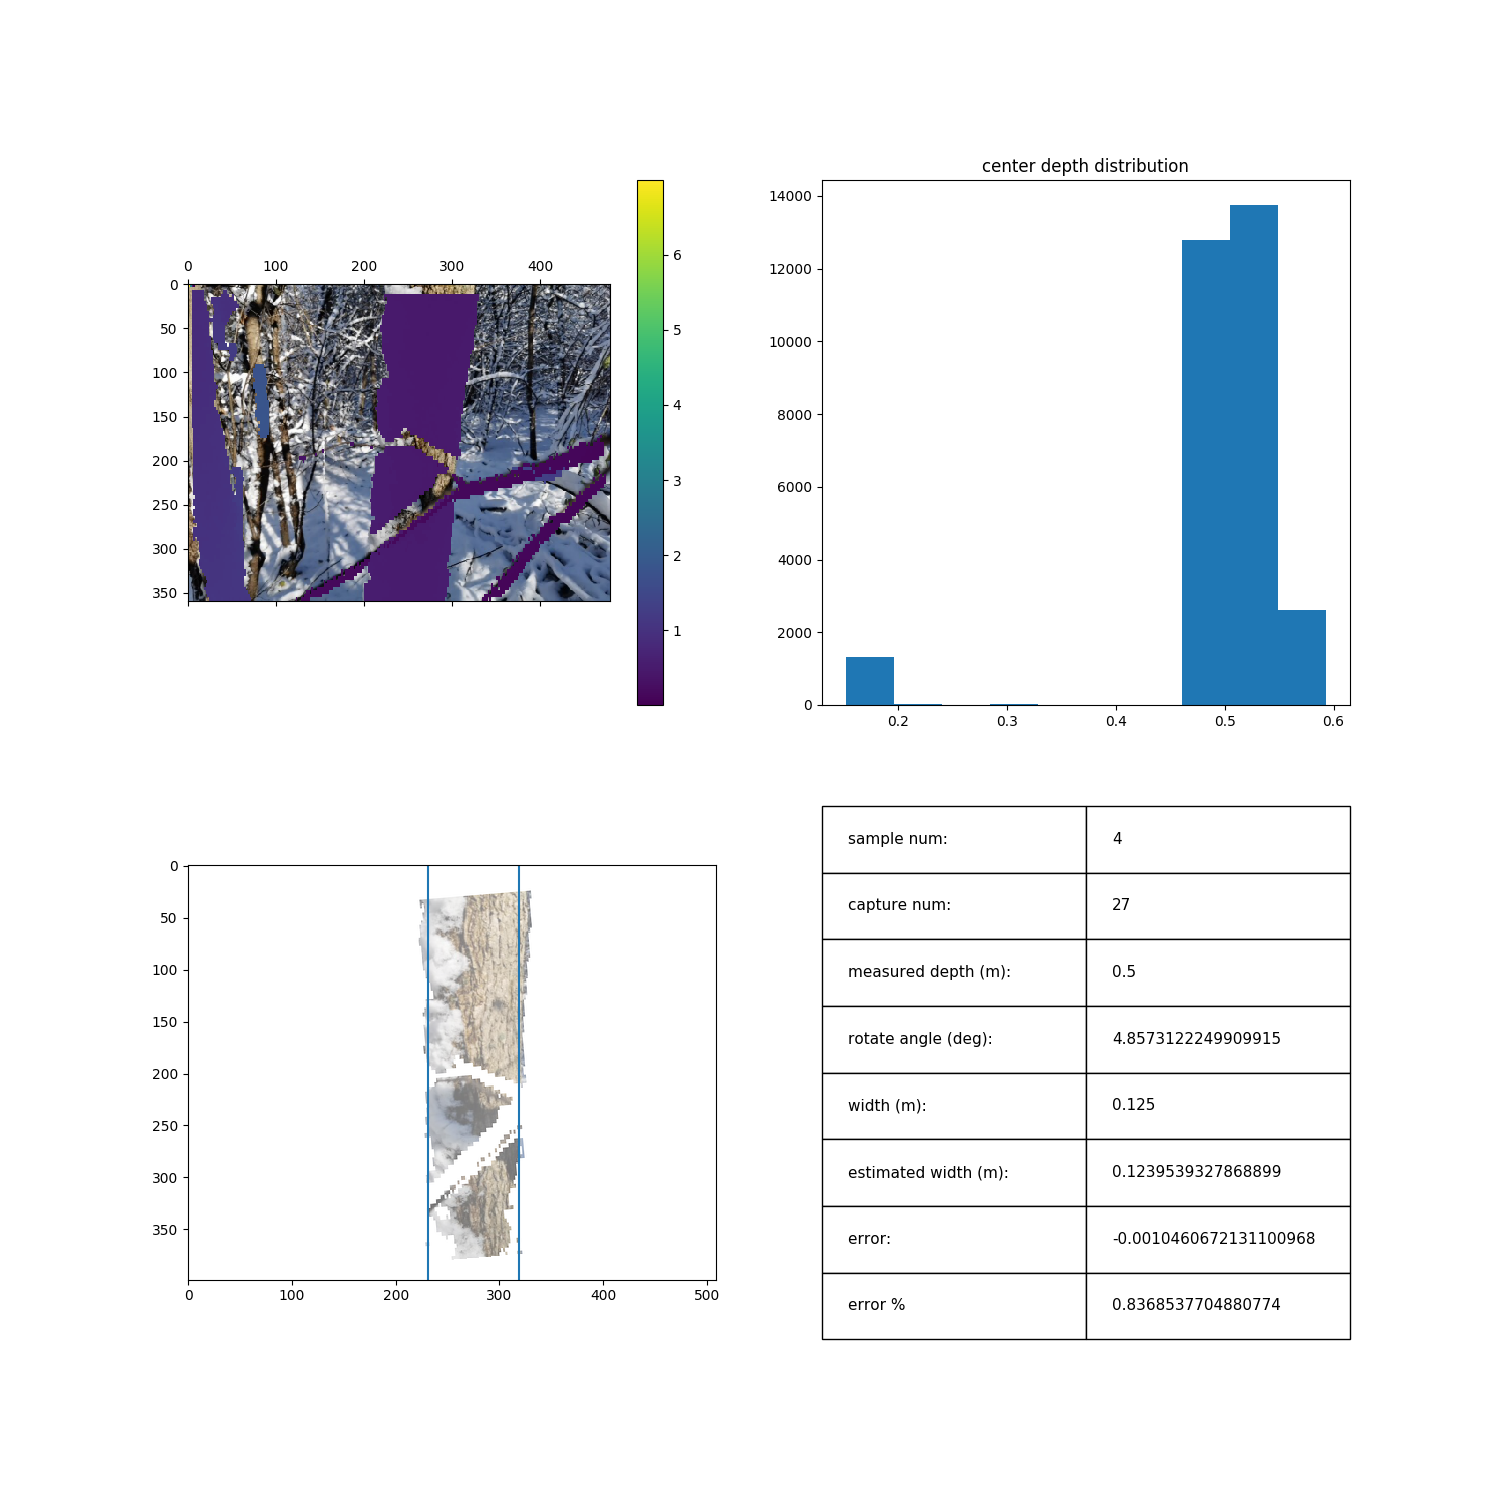 0 100 200 300 400
0
50
100
150
200
250
300
350
6
5
4
3
2
1
center depth distribution
14000
12000
10000
8000
6000
4000
2000
0
0.2 0.3 0.4 0.5 0.6
0
50
100
150
200
250
300
350
0 100 200 300 400 500
sample num: 4
capture num: 27
measured depth (m): 0.5
rotate angle (deg): 4.8573122249909915
width (m): 0.125
estimated width (m): 0.1239539327868899
error: -0.0010460672131100968
error % 0.8368537704880774